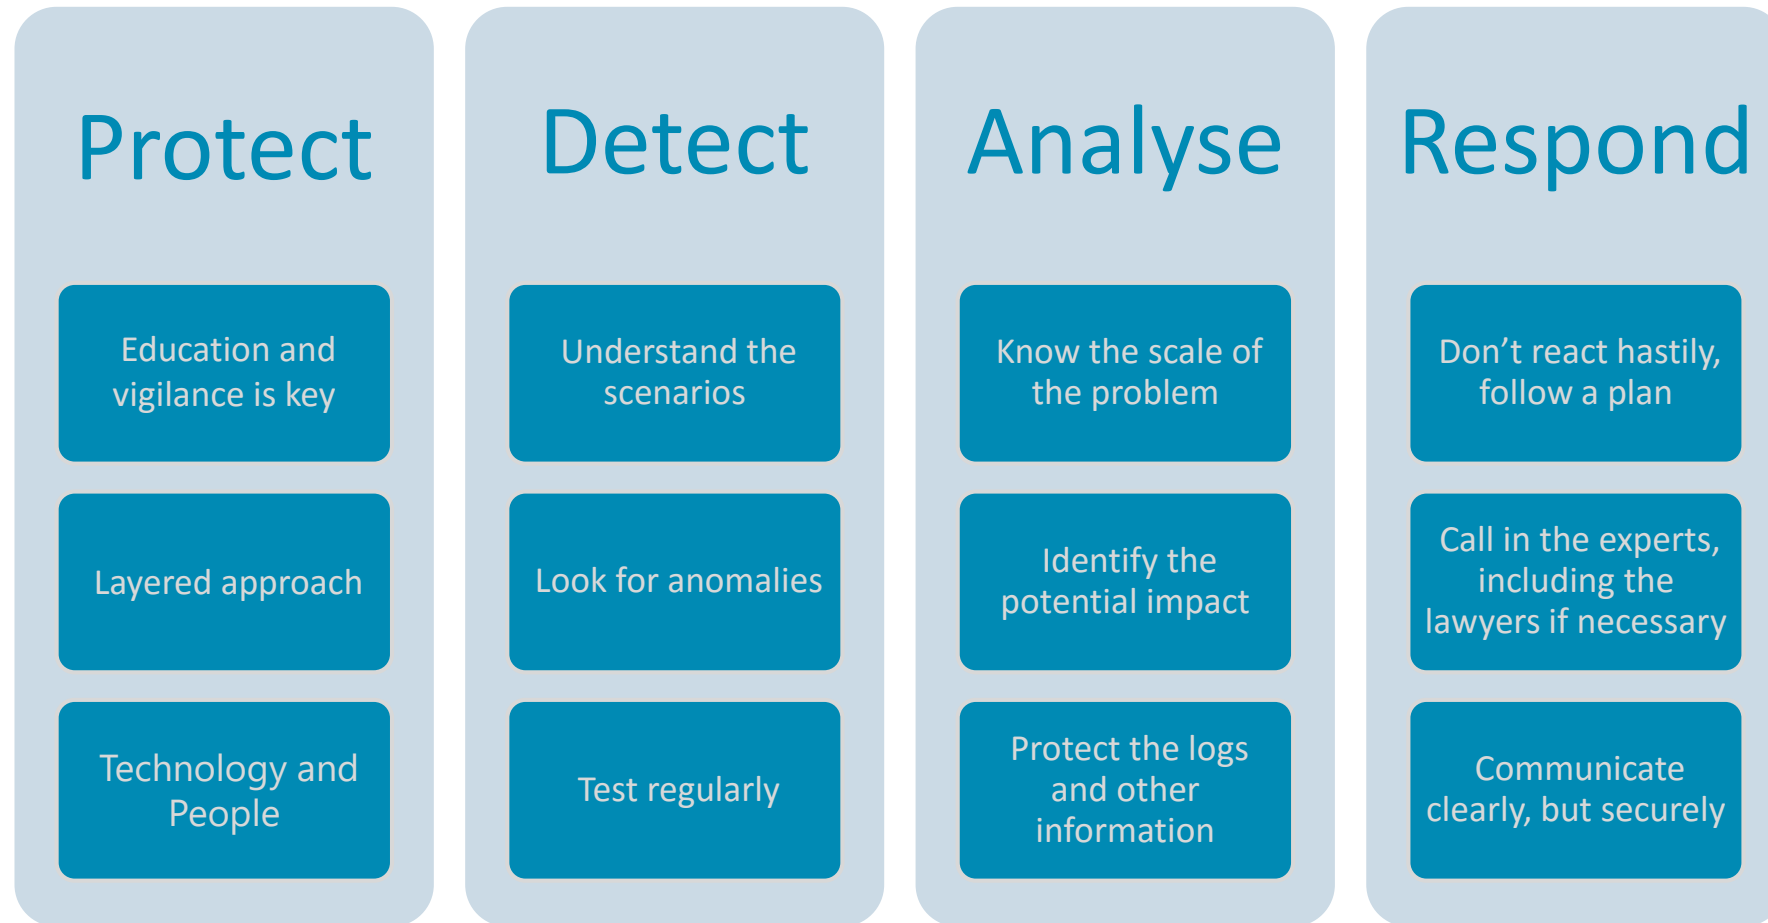 Protect
Education and
vigilance is key
Layered approach
Technology and
People
Detect
Understand the
scenarios
Look for anomalies
Test regularly
Analyse
Know the scale of
the problem
Identify the
potential impact
Protect the logs
and other
information
Respond
Don’t react hastily,
follow a plan
Call in the experts,
including the
lawyers if necessary
Communicate
clearly, but securely